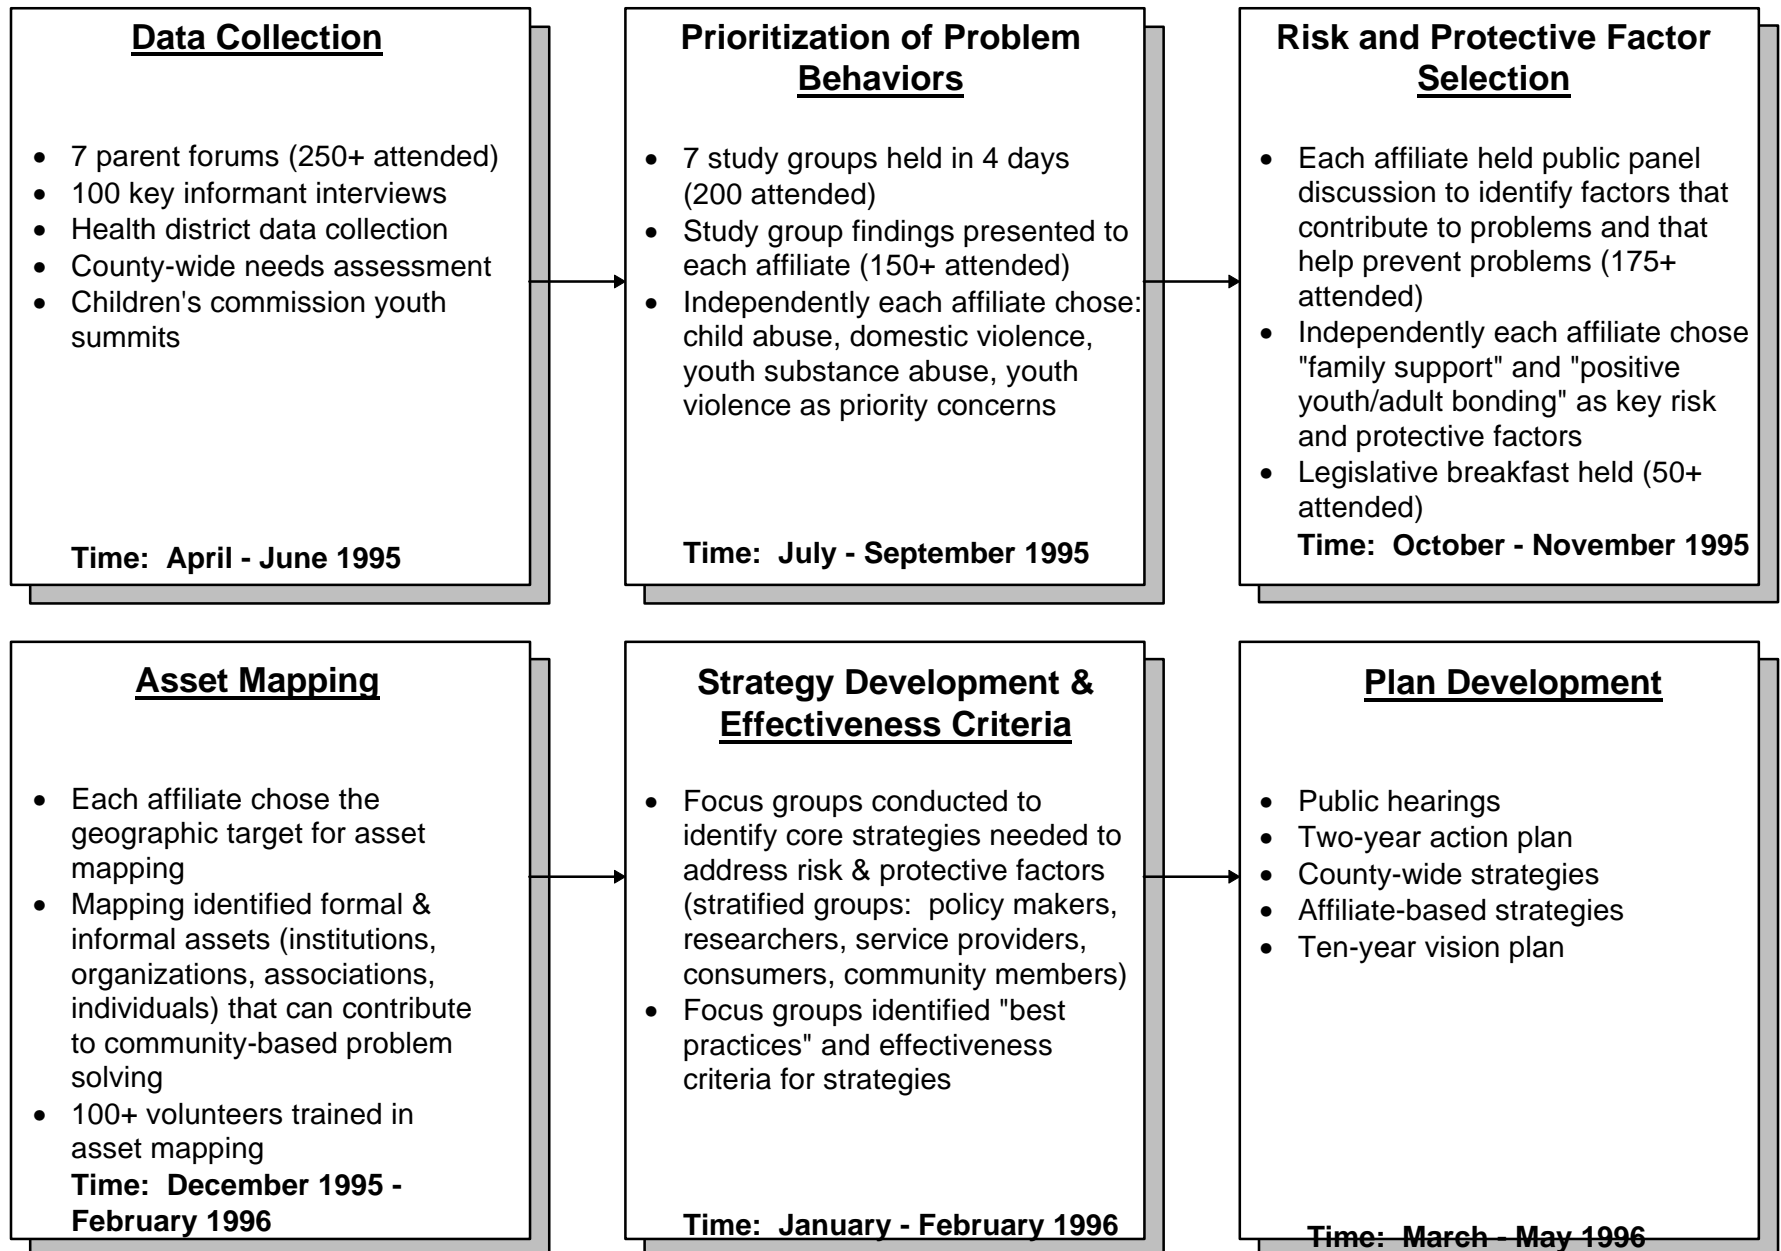 Data Collection
• 7 parent forums (250+ attended)
• 100 key informant interviews
• Health district data collection
• County-wide needs assessment
• Children's commission youth
summits
Time: April - June 1995
Prioritization of Problem
Behaviors
• 7 study groups held in 4 days
(200 attended)
• Study group findings presented to
each affiliate (150+ attended)
• Independently each affiliate chose:
child abuse, domestic violence,
youth substance abuse, youth
violence as priority concerns
Time: July - September 1995
Risk and Protective Factor
Selection
• Each affiliate held public panel
discussion to identify factors that
contribute to problems and that
help prevent problems (175+
attended)
• Independently each affiliate chose
"family support" and "positive
youth/adult bonding" as key risk
and protective factors
• Legislative breakfast held (50+
attended)
Time: October - November 1995
Asset Mapping
• Each affiliate chose the
geographic target for asset
mapping
• Mapping identified formal &
informal assets (institutions,
organizations, associations,
individuals) that can contribute
to community-based problem
solving
• 100+ volunteers trained in
asset mapping
Time: December 1995 -
February 1996
Strategy Development &
Effectiveness Criteria
• Focus groups conducted to
identify core strategies needed to
address risk & protective factors
(stratified groups: policy makers,
researchers, service providers,
consumers, community members)
• Focus groups identified "best
practices" and effectiveness
criteria for strategies
Time: January - February 1996
Plan Development
• Public hearings
• Two-year action plan
• County-wide strategies
• Affiliate-based strategies
• Ten-year vision plan
Time: March - May 1996